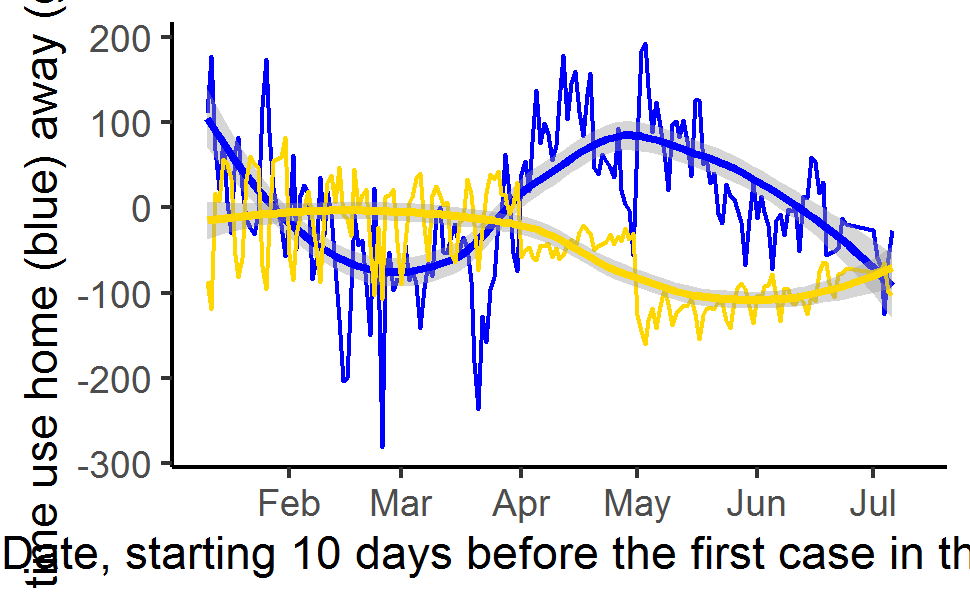 time use home (blue) away (
200
100
0
-100
-200
-300
Feb Mar Apr May Jun Jul
Date, starting 10 days before the first case in th